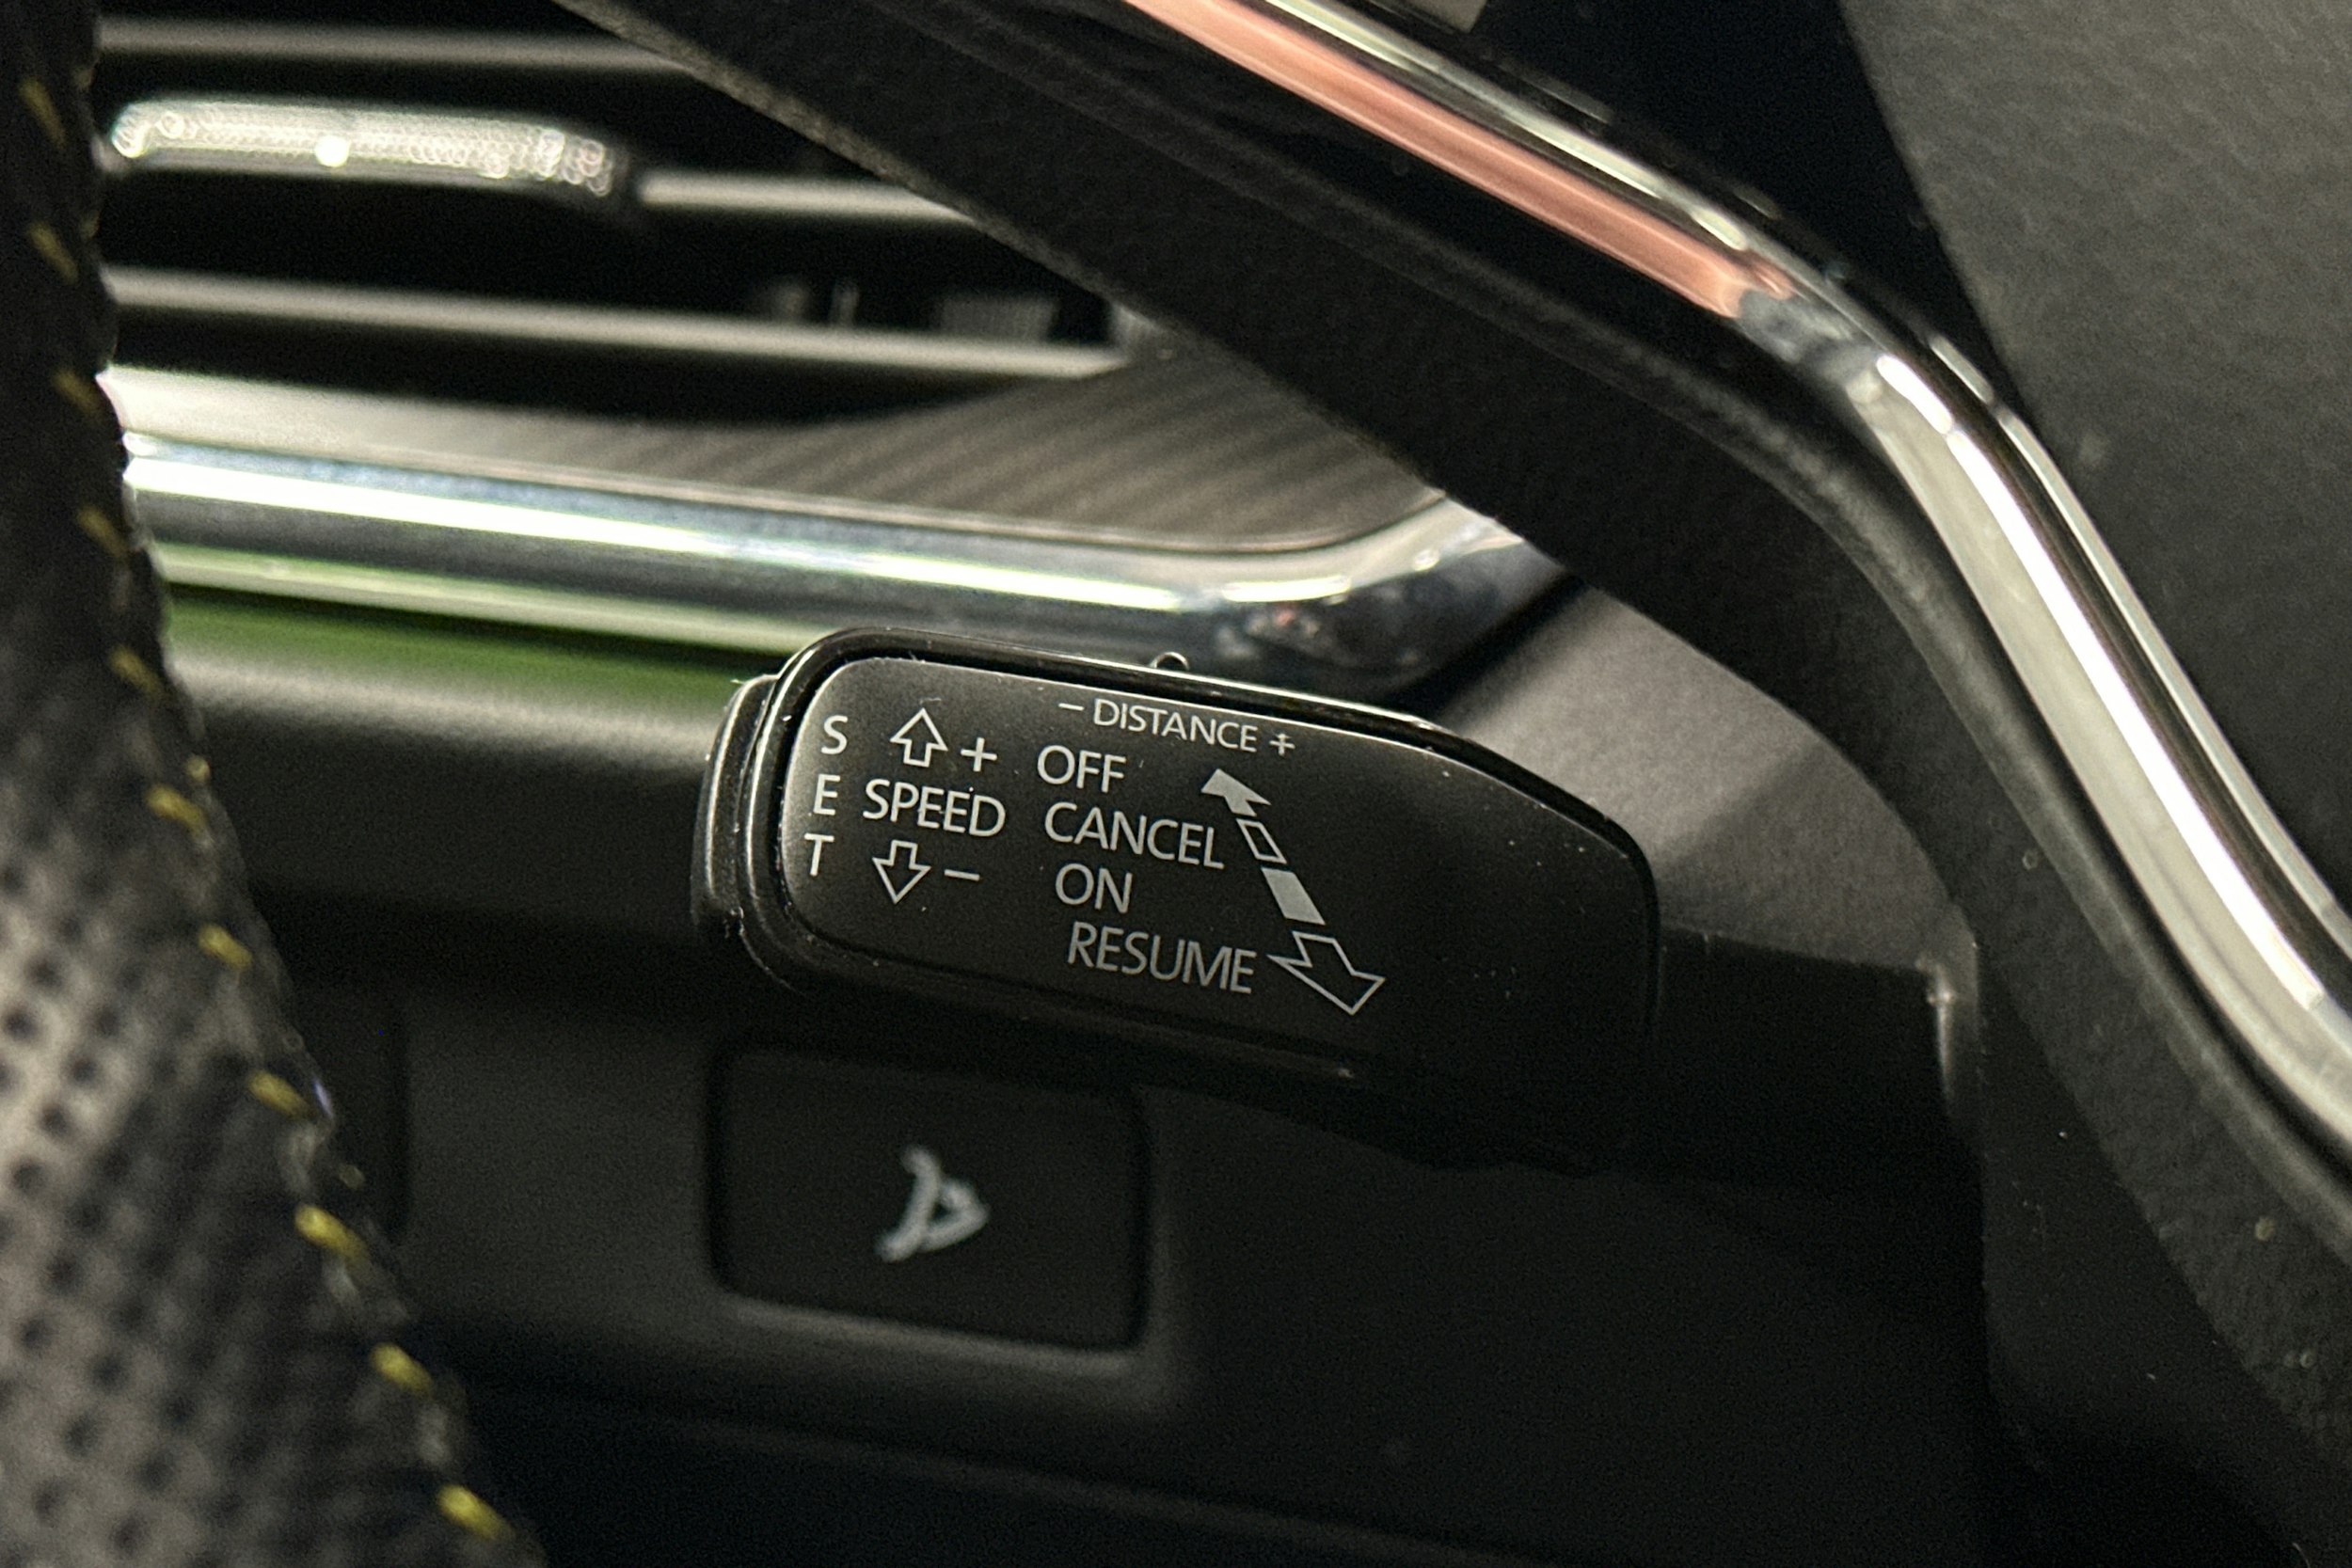 – DISTANCE +
S + OFF
E SPEED CANCEL
T – ON
RESUME